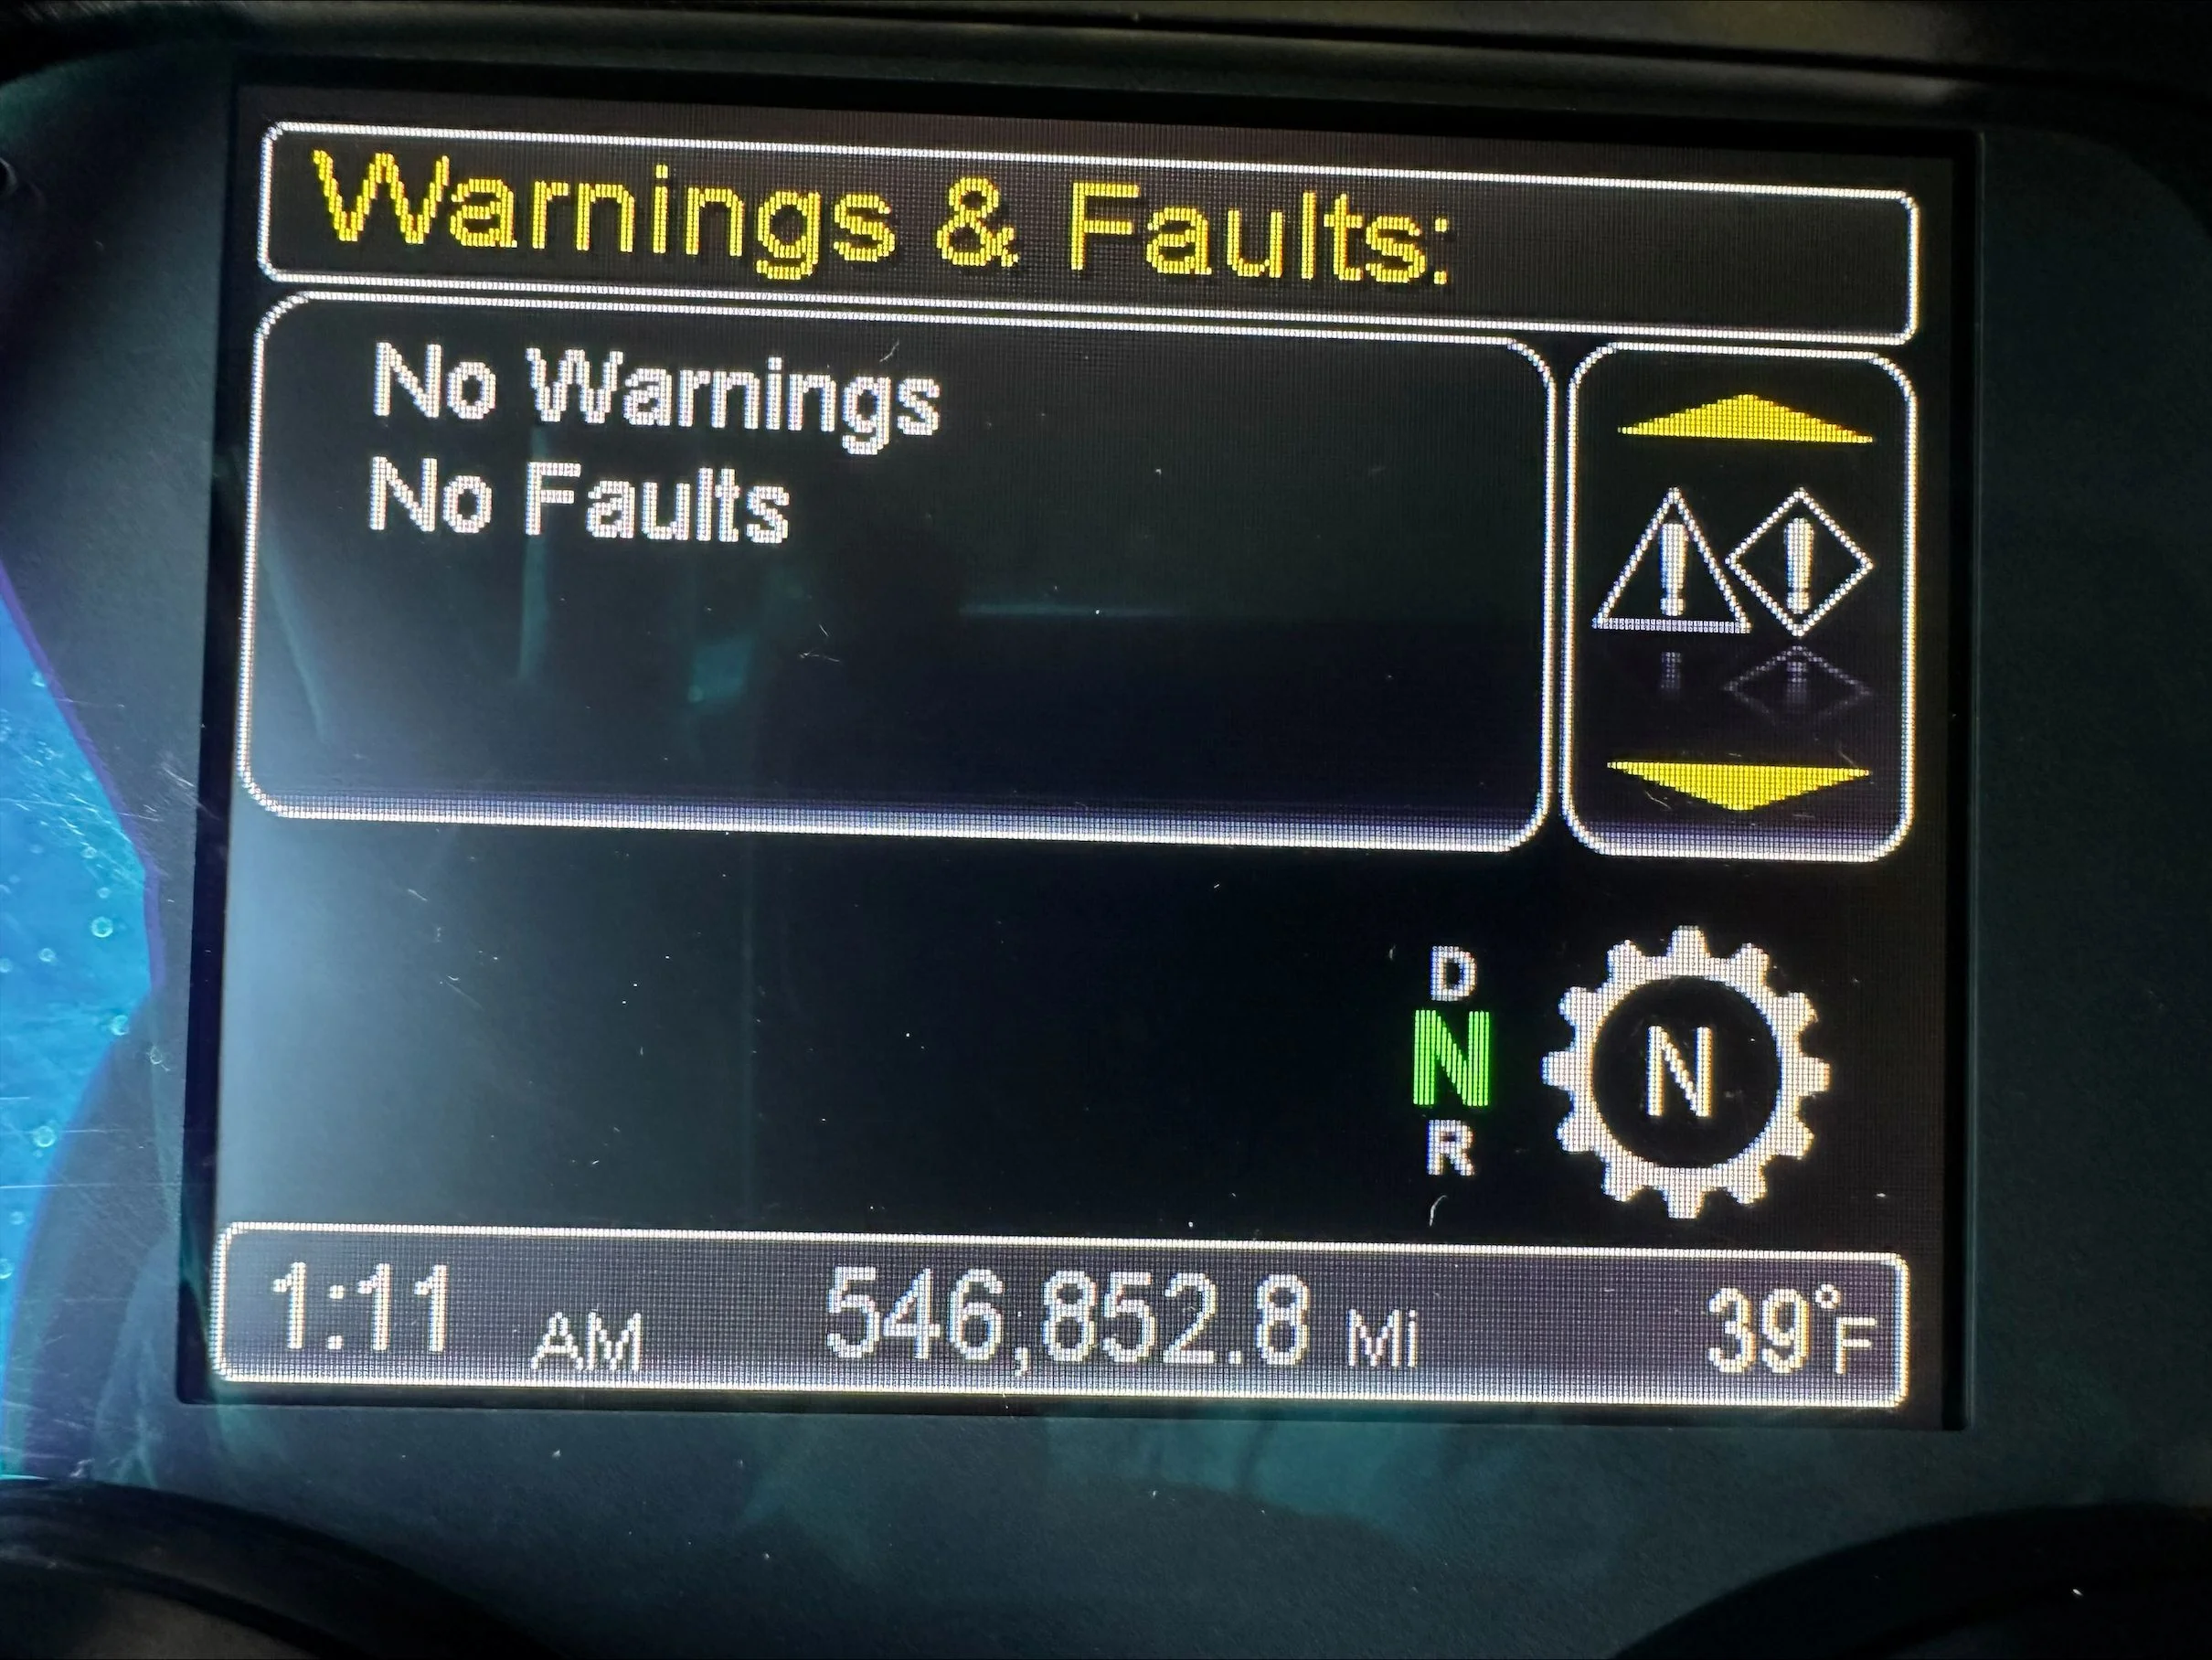 Warnings & Faults:
No Warnings
No Faults
D
N
R
N
1:11 AM 546,852.8 Mi 39°F